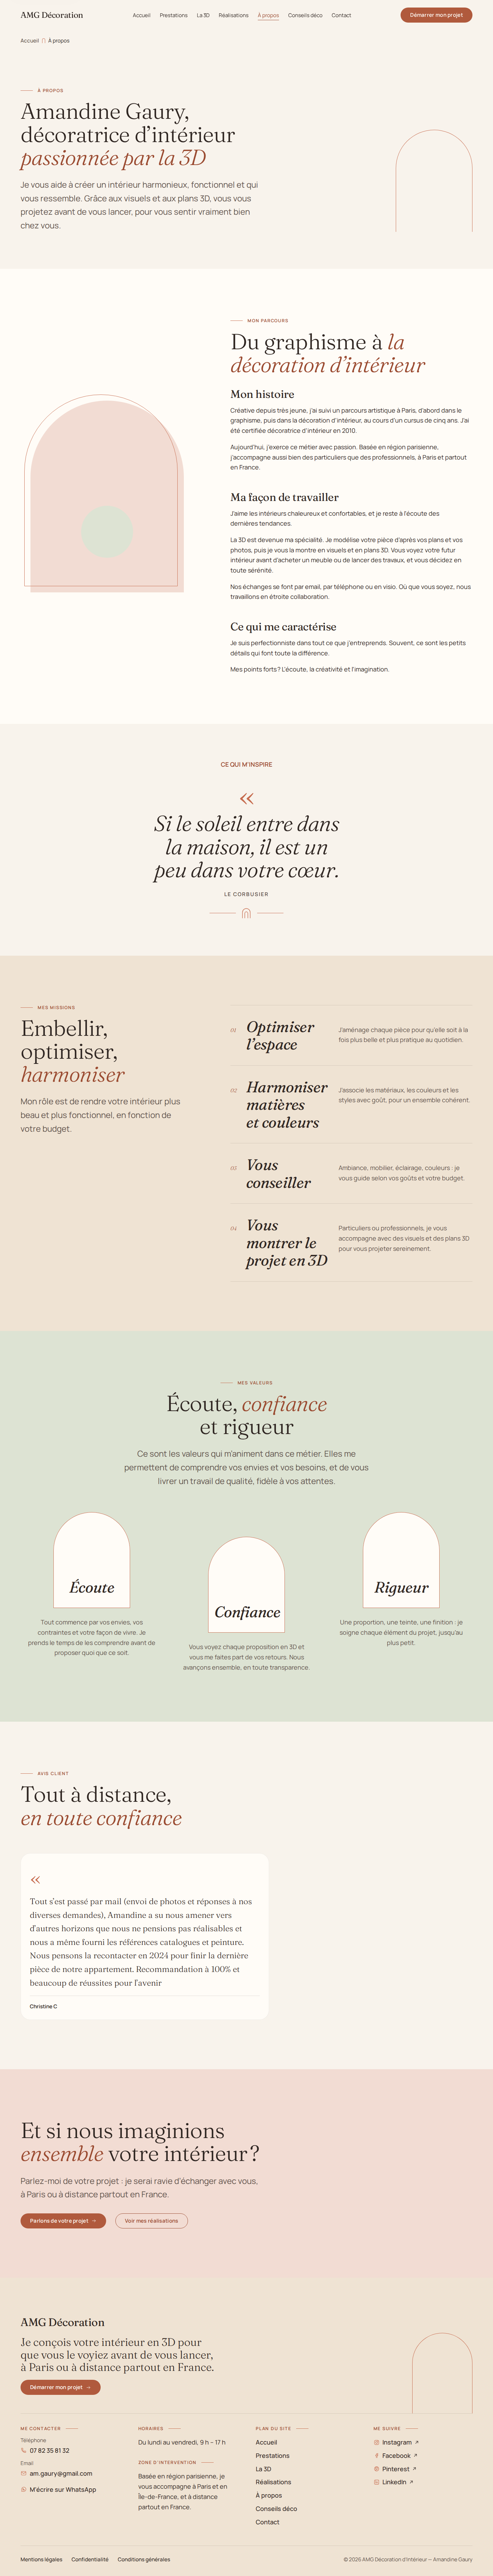 AMG Décoration
Accueil Prestations La 3D Réalisations À propos Conseils déco Contact
Démarrer mon projet
Accueil À propos
À PROPOS
Amandine Gaury,
décoratrice d’intérieur
passionnée par la 3D
Je vous aide à créer un intérieur harmonieux, fonctionnel et qui
vous ressemble. Grâce aux visuels et aux plans 3D, vous vous
projetez avant de vous lancer, pour vous sentir vraiment bien
chez vous.
MON PARCOURS
Du graphisme à la
décoration d’intérieur
Mon histoire
Créative depuis très jeune, j’ai suivi un parcours artistique à Paris, d’abord dans le
graphisme, puis dans la décoration d’intérieur, au cours d’un cursus de cinq ans. J’ai
été certifiée décoratrice d’intérieur en 2010.
Aujourd’hui, j’exerce ce métier avec passion. Basée en région parisienne,
j’accompagne aussi bien des particuliers que des professionnels, à Paris et partout
en France.
Ma façon de travailler
J’aime les intérieurs chaleureux et confortables, et je reste à l’écoute des
dernières tendances.
La 3D est devenue ma spécialité. Je modélise votre pièce d’après vos plans et vos
photos, puis je vous la montre en visuels et en plans 3D. Vous voyez votre futur
intérieur avant d’acheter un meuble ou de lancer des travaux, et vous décidez en
toute sérénité.
Nos échanges se font par email, par téléphone ou en visio. Où que vous soyez, nous
travaillons en étroite collaboration.
Ce qui me caractérise
Je suis perfectionniste dans tout ce que j’entreprends. Souvent, ce sont les petits
détails qui font toute la différence.
Mes points forts ? L’écoute, la créativité et l’imagination.
CE QUI M’INSPIRE
«
Si le soleil entre dans
la maison, il est un
peu dans votre cœur.
LE CORBUSIER
MES MISSIONS
Embellir,
optimiser,
harmoniser
Mon rôle est de rendre votre intérieur plus
beau et plus fonctionnel, en fonction de
votre budget.
01
Optimiser
l’espace
J’aménage chaque pièce pour qu’elle soit à la
fois plus belle et plus pratique au quotidien.
02
Harmoniser
matières
et couleurs
J’associe les matériaux, les couleurs et les
styles avec goût, pour un ensemble cohérent.
03
Vous
conseiller
Ambiance, mobilier, éclairage, couleurs : je
vous guide selon vos goûts et votre budget.
04
Vous
montrer le
projet en 3D
Particuliers ou professionnels, je vous
accompagne avec des visuels et des plans 3D
pour vous projeter sereinement.
MES VALEURS
Écoute, confiance
et rigueur
Ce sont les valeurs qui m’animent dans ce métier. Elles me
permettent de comprendre vos envies et vos besoins, et de vous
livrer un travail de qualité, fidèle à vos attentes.
Écoute
Tout commence par vos envies, vos
contraintes et votre façon de vivre. Je
prends le temps de les comprendre avant de
proposer quoi que ce soit.
Confiance
Vous voyez chaque proposition en 3D et
vous me faites part de vos retours. Nous
avançons ensemble, en toute transparence.
Rigueur
Une proportion, une teinte, une finition : je
soigne chaque élément du projet, jusqu’au
plus petit.
AVIS CLIENT
Tout à distance,
en toute confiance
«
Tout s’est passé par mail (envoi de photos et réponses à nos
diverses demandes), Amandine a su nous amener vers
d’autres horizons que nous ne pensions pas réalisables et
nous a même fourni les références catalogues et peinture.
Nous pensons la recontacter en 2024 pour finir la dernière
pièce de notre appartement. Recommandation à 100% et
beaucoup de réussites pour l’avenir
Christine C
Et si nous imaginions
ensemble votre intérieur ?
Parlez-moi de votre projet : je serai ravie d’échanger avec vous,
à Paris ou à distance partout en France.
Parlons de votre projet →
Voir mes réalisations
AMG Décoration
Je conçois votre intérieur en 3D pour
que vous le voyiez avant de vous lancer,
à Paris ou à distance partout en France.
Démarrer mon projet →
ME CONTACTER
Téléphone
07 82 35 81 32
Email
am.gaury@gmail.com
M’écrire sur WhatsApp
HORAIRES
Du lundi au vendredi, 9 h – 17 h
ZONE D’INTERVENTION
Basée en région parisienne, je
vous accompagne à Paris et en
Île-de-France, et à distance
partout en France.
PLAN DU SITE
Accueil
Prestations
La 3D
Réalisations
À propos
Conseils déco
Contact
ME SUIVRE
Instagram ↗
Facebook ↗
Pinterest ↗
LinkedIn ↗
Mentions légales Confidentialité Conditions générales
© 2026 AMG Décoration d’Intérieur — Amandine Gaury